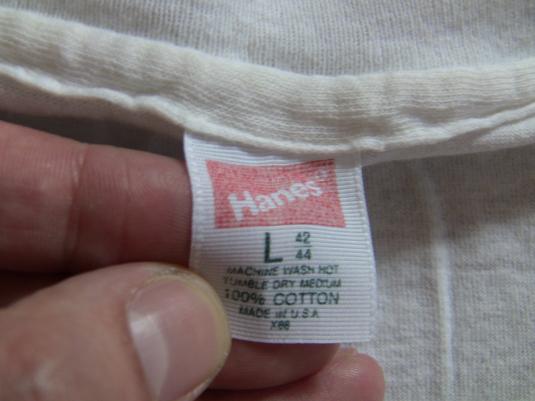 Hanes
L 42
44
MACHINE WASH HOT
TUMBLE DRY MEDIUM
100% COTTON
MADE IN U.S.A